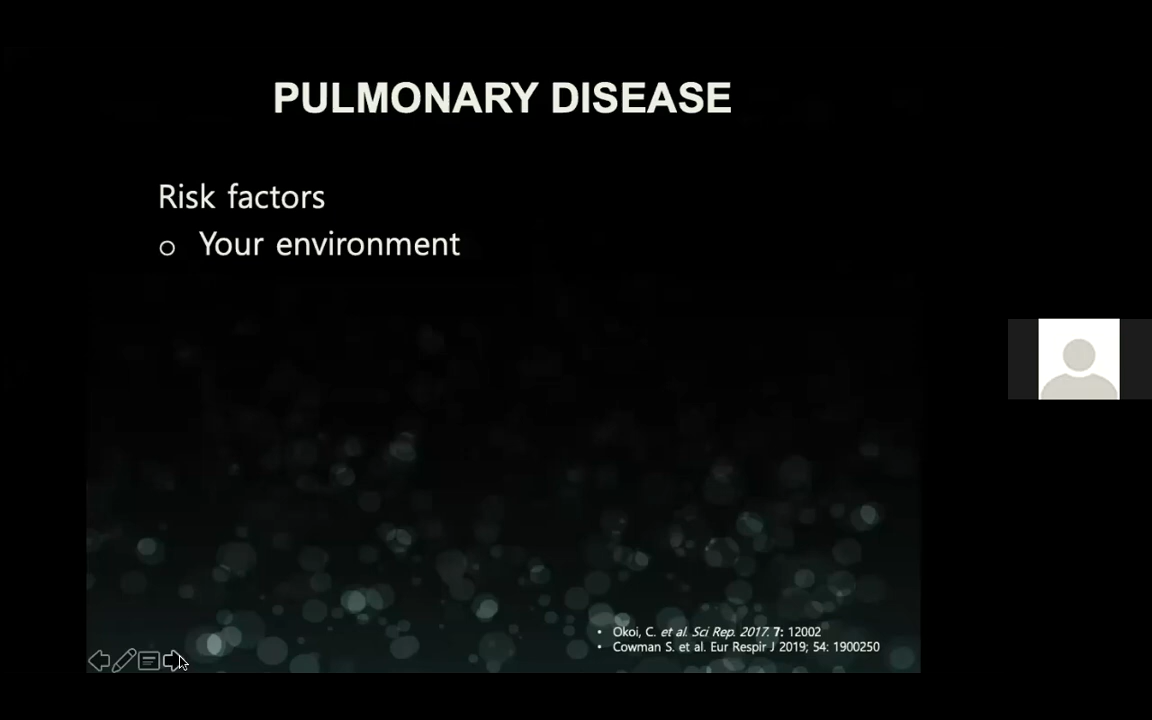 PULMONARY DISEASE
Risk factors
o Your environment
• Okoi, C. et al. Sci Rep. 2017. 7: 12002
• Cowman S. et al. Eur Respir J 2019; 54: 1900250